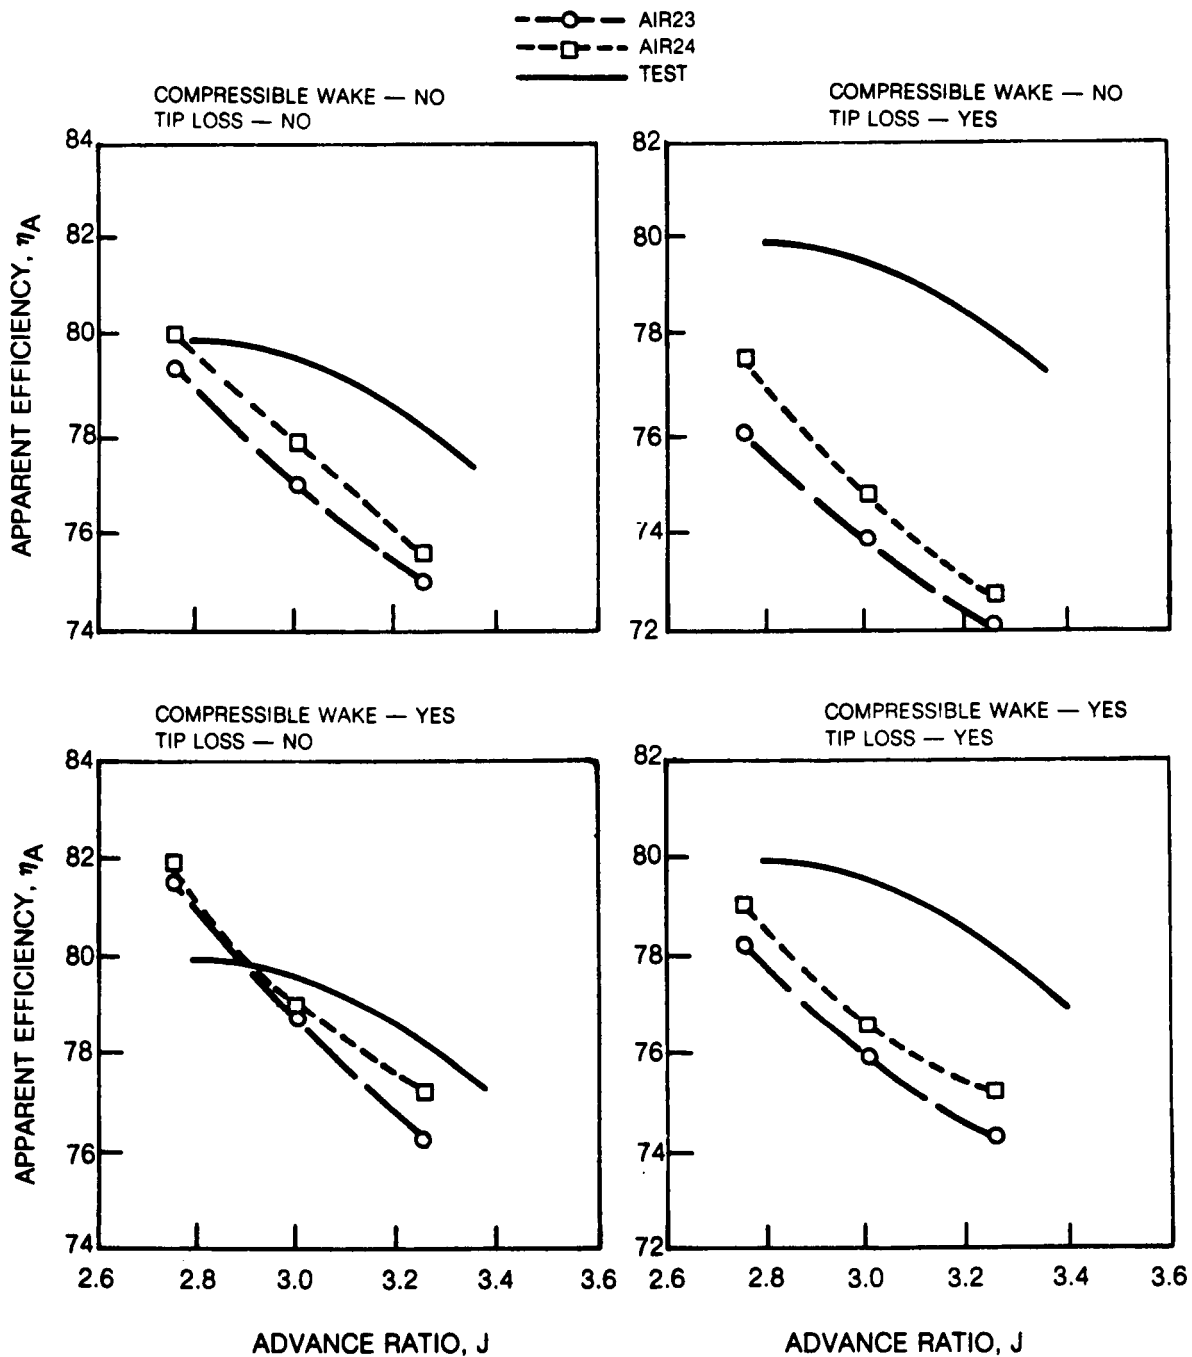 AIR23
AIR24
TEST
COMPRESSIBLE WAKE — NO
TIP LOSS — NO
84
82
80
78
76
74
APPARENT EFFICIENCY, ηA
COMPRESSIBLE WAKE — NO
TIP LOSS — YES
82
80
78
76
74
72
COMPRESSIBLE WAKE — YES
TIP LOSS — NO
84
82
80
78
76
74
APPARENT EFFICIENCY, ηA
2.6 2.8 3.0 3.2 3.4 3.6
ADVANCE RATIO, J
COMPRESSIBLE WAKE — YES
TIP LOSS — YES
82
80
78
76
74
72
2.6 2.8 3.0 3.2 3.4 3.6
ADVANCE RATIO, J